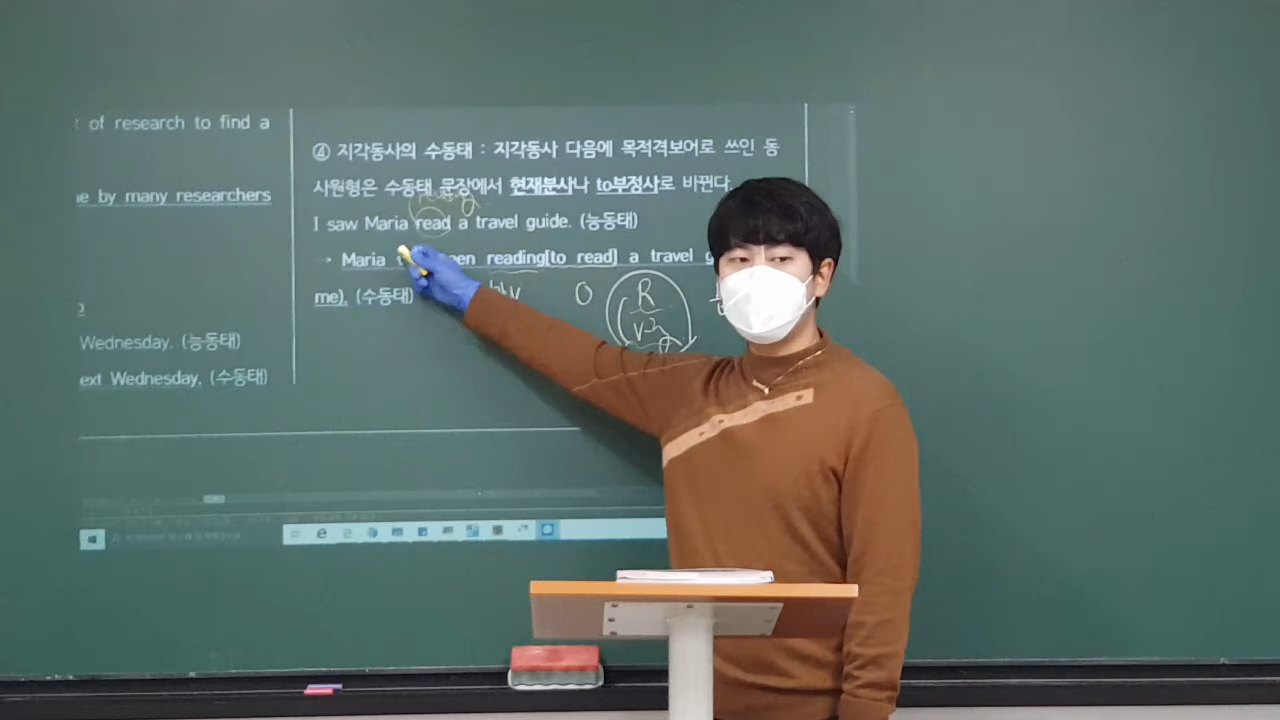 of research to find a
by many researchers
Wednesday. (능동태)
ext Wednesday. (수동태)
④ 지각동사의 수동태 : 지각동사 다음에 목적격보어로 쓰인 동
사원형은 수동태 문장에서 현재분사나 to부정사로 바뀐다.
I saw Maria read a travel guide. (능동태)
→ Maria een reading[to read] a travel g
me). (수동태)
O
R